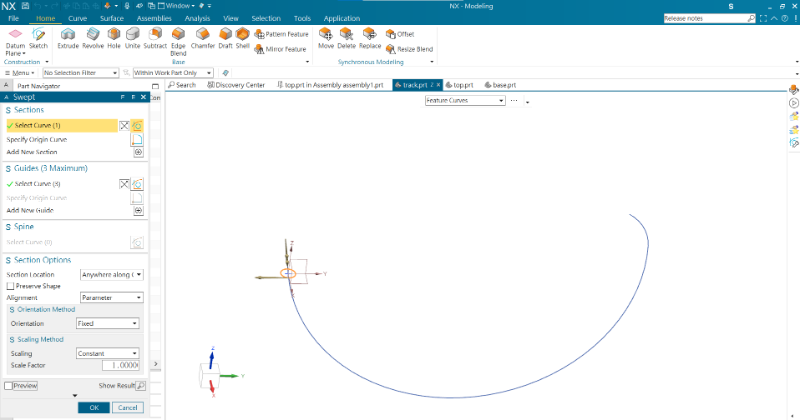 NX
Window
NX - Modeling
S
File Home Curve Surface Assemblies Analysis View Selection Tools Application
Release notes
Datum Plane
Sketch
Extrude
Revolve
Hole
Unite
Subtract
Edge Blend
Chamfer
Draft
Shell
Pattern Feature
Mirror Feature
Move
Delete
Replace
Offset
Resize Blend
Construction
Base
Synchronous Modeling
Menu
No Selection Filter
Within Work Part Only
Part Navigator
Search
Discovery Center
top.prt in Assembly assembly1.prt
track.prt
top.prt
base.prt
Swept
Con
Feature Curves
Sections
Select Curve (1)
Specify Origin Curve
Add New Section
Guides (3 Maximum)
Select Curve (3)
Specify Origin Curve
Add New Guide
Spine
Select Curve (0)
Section Options
Section Location Anywhere along
Preserve Shape
Alignment Parameter
Orientation Method
Orientation Fixed
Scaling Method
Scaling Constant
Scale Factor 1.0000
Preview
Show Result
OK
Cancel
Z
Y
Z
Y
X